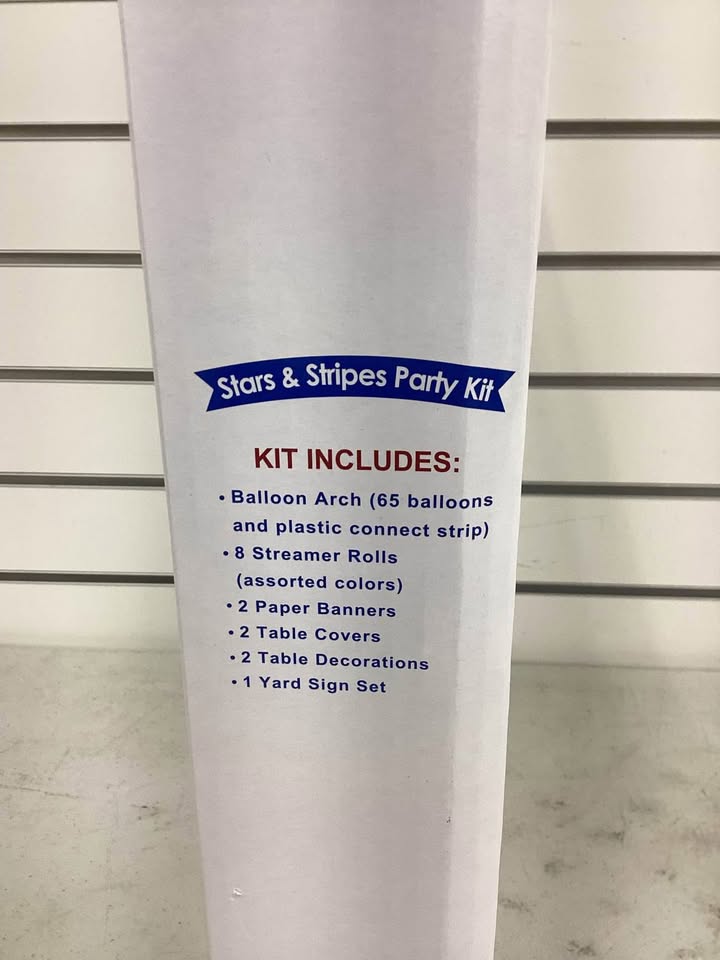 Stars & Stripes Party Kit
KIT INCLUDES:
• Balloon Arch (65 balloons
and plastic connect strip)
• 8 Streamer Rolls
(assorted colors)
• 2 Paper Banners
• 2 Table Covers
• 2 Table Decorations
• 1 Yard Sign Set